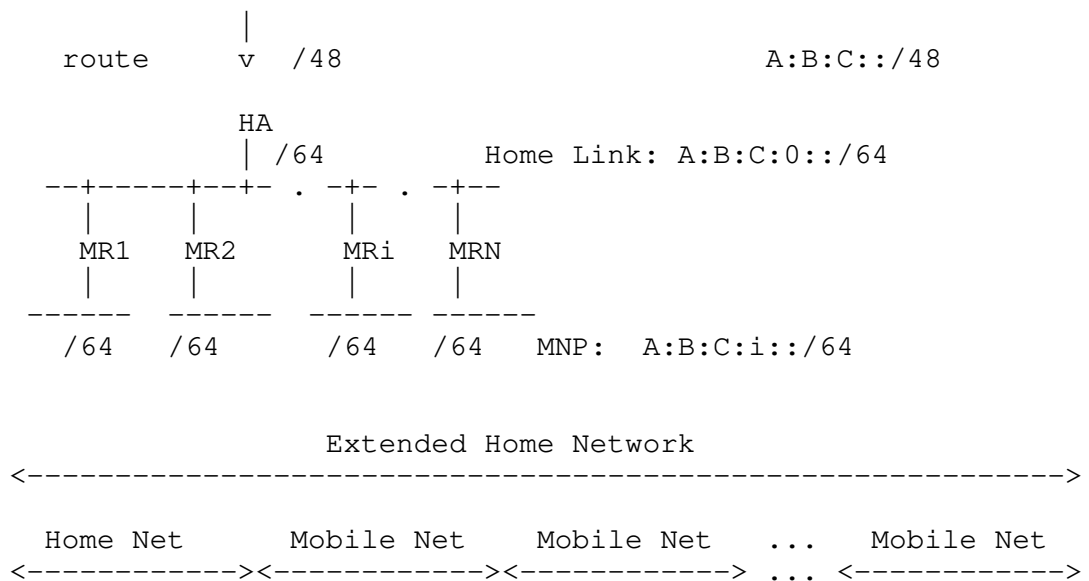 route v /48 A:B:C::/48
HA
/64 Home Link: A:B:C:0::/64
MR1 MR2 MRi MRN
/64 /64 /64 /64 MNP: A:B:C:i::/64
Extended Home Network
Home Net Mobile Net Mobile Net ... Mobile Net
...